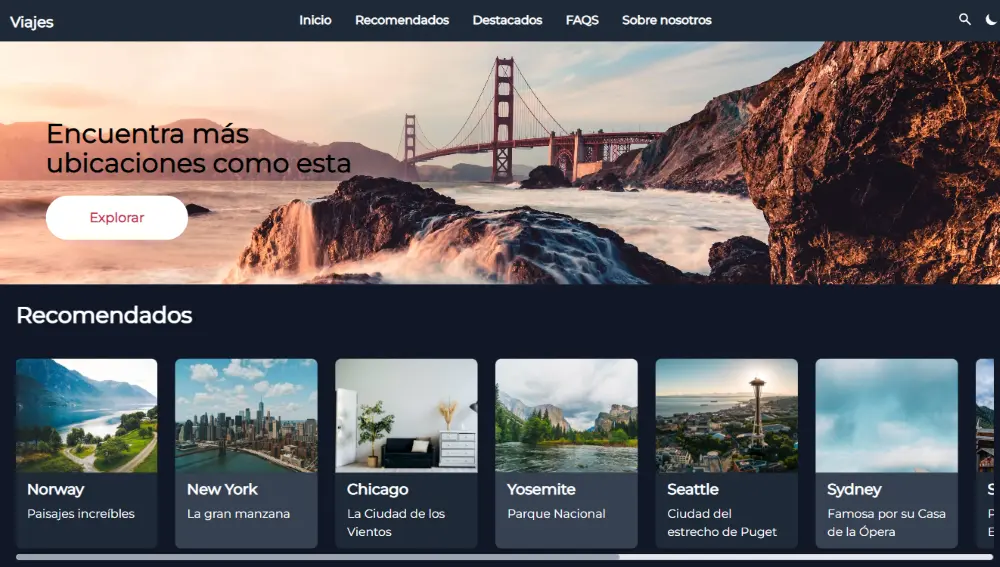 Viajes
Inicio
Recomendados
Destacados
FAQS
Sobre nosotros
Encuentra más
ubicaciones como esta
Explorar
Recomendados
Norway
Paisajes increíbles
New York
La gran manzana
Chicago
La Ciudad de los
Vientos
Yosemite
Parque Nacional
Seattle
Ciudad del
estrecho de Puget
Sydney
Famosa por su Casa
de la Ópera